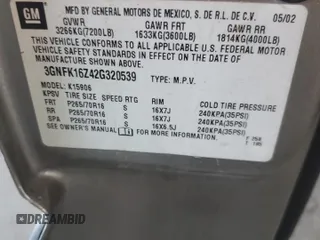 GM
MFD BY GENERAL MOTORS DE MEXICO, S. DE R.L. DE C.V. 05/02
GVWR GAWR FRT GAWR RR
3266KG(7200LB) 1633KG(3600LB) 1814KG(4000LB)
THIS VEHICLE CONFORMS TO ALL APPLICABLE U.S. FEDERAL MOTOR
VEHICLE SAFETY STANDARDS IN EFFECT ON THE DATE OF
MANUFACTURE SHOWN ABOVE.
3GNFK16Z42G320539 TYPE: M.P.V.
MODEL: K15906
KPBV TIRE SIZE SPEED RTG RIM COLD TIRE PRESSURE
FRT P265/70R16 S 16X7J 240KPA(35PSI)
RR P265/70R16 S 16X7J 240KPA(35PSI)
SPA P265/70R16 S 16X6.5J 240KPA(35PSI)
SEE OWNER'S MANUAL FOR ADDITIONAL INFORMATION.
DREAMBID